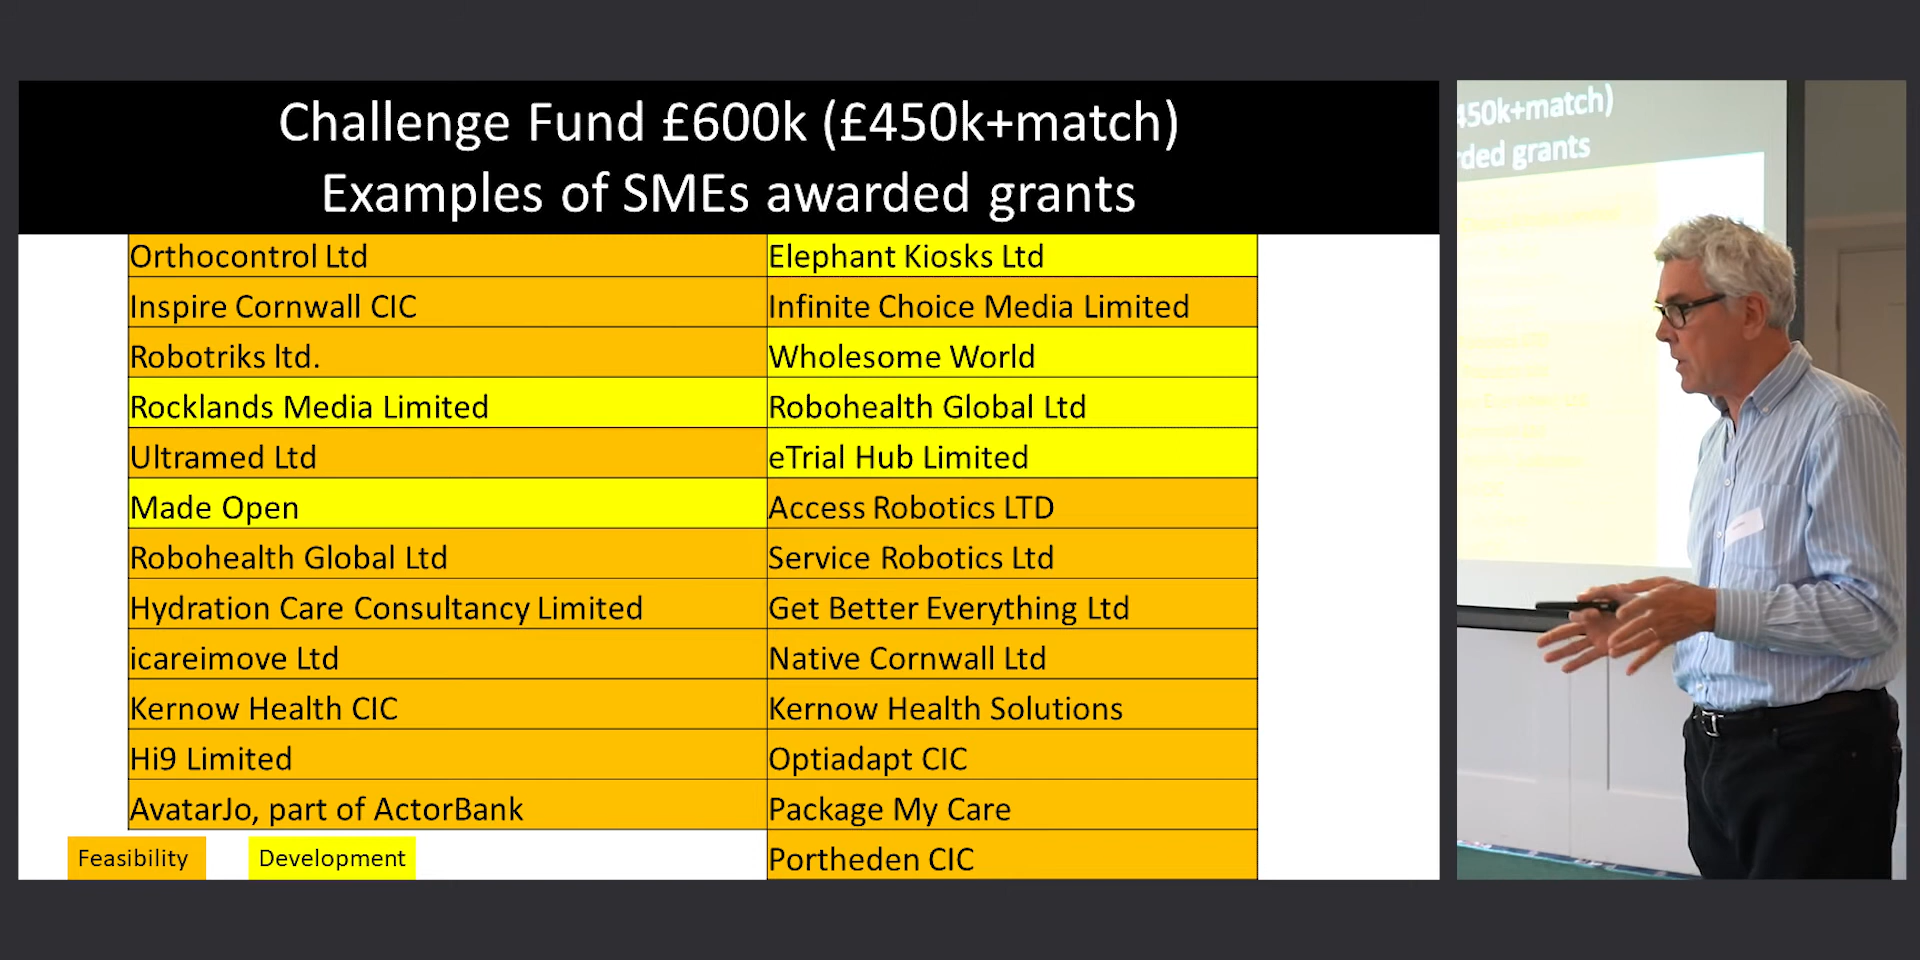 Challenge Fund £600k (£450k+match)
Examples of SMEs awarded grants
Orthocontrol Ltd
Elephant Kiosks Ltd
Inspire Cornwall CIC
Infinite Choice Media Limited
Robotriks ltd.
Wholesome World
Rocklands Media Limited
Robohealth Global Ltd
Ultramed Ltd
eTrial Hub Limited
Made Open
Access Robotics LTD
Robohealth Global Ltd
Service Robotics Ltd
Hydration Care Consultancy Limited
Get Better Everything Ltd
icareimove Ltd
Native Cornwall Ltd
Kernow Health CIC
Kernow Health Solutions
Hi9 Limited
Optiadapt CIC
AvatarJo, part of ActorBank
Package My Care
Portheden CIC
Feasibility
Development
450k+match)
rded grants